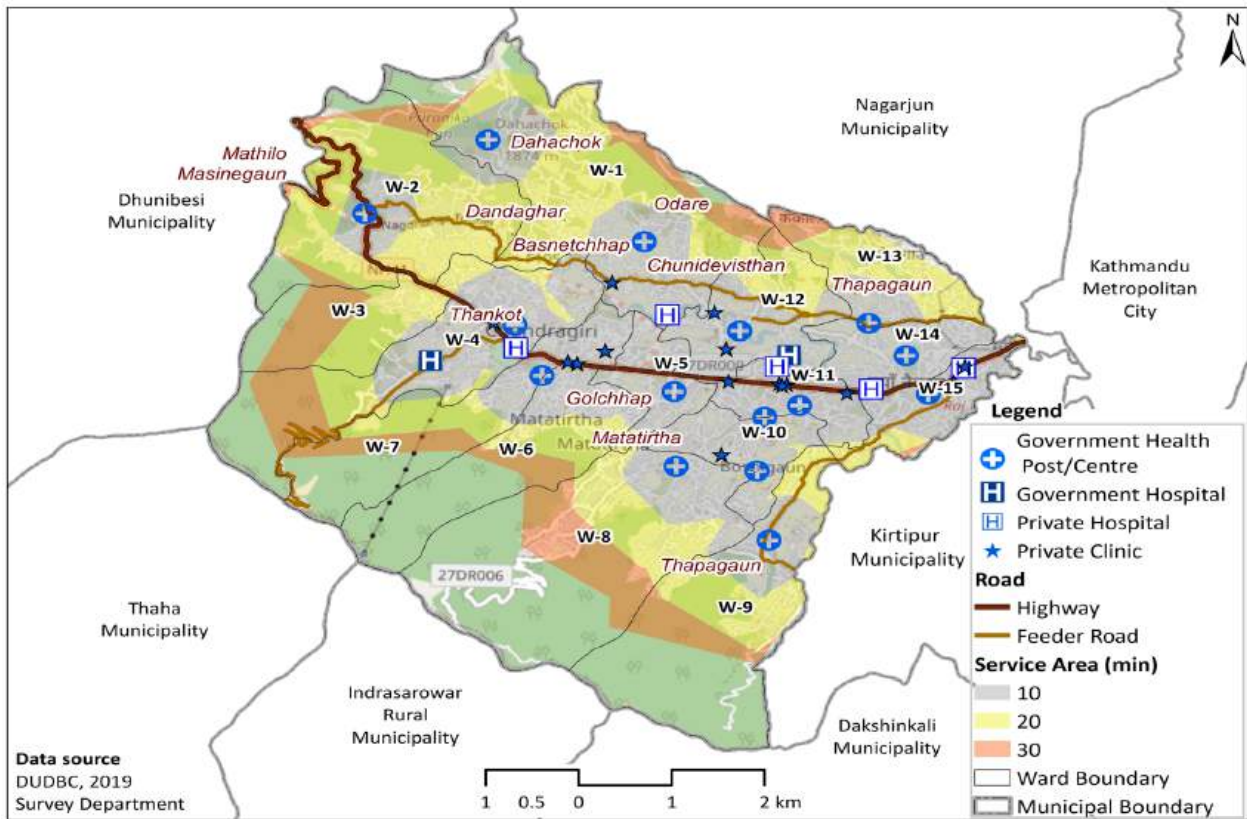 N
Nagarjun
Municipality
Dahachok
1874 m
Dahachok
Mathilo
Masinegaun
W-1
Dhunibesi
Municipality
W-2
Nagar
Dandaghar
Odare
Basnetchhap
Chunidevisthan
W-13
Thapagaun
Kathmandu
Metropolitan
City
W-3
W-12
Thankot
W-14
W-4
W-5
W-11
W-15
Golchhap
Matatirtha
Matatirtha
W-10
W-7
W-6
W-8
Thapagaun
27DR006
W-9
Kirtipur
Municipality
Thaha
Municipality
Indrasarowar
Rural
Municipality
Dakshinkali
Municipality
Legend
Government Health
Post/Centre
Government Hospital
Private Hospital
Private Clinic
Road
Highway
Feeder Road
Service Area (min)
10
20
30
Ward Boundary
Municipal Boundary
Data source
DUDBC, 2019
Survey Department
1 0.5 0 1 2 km